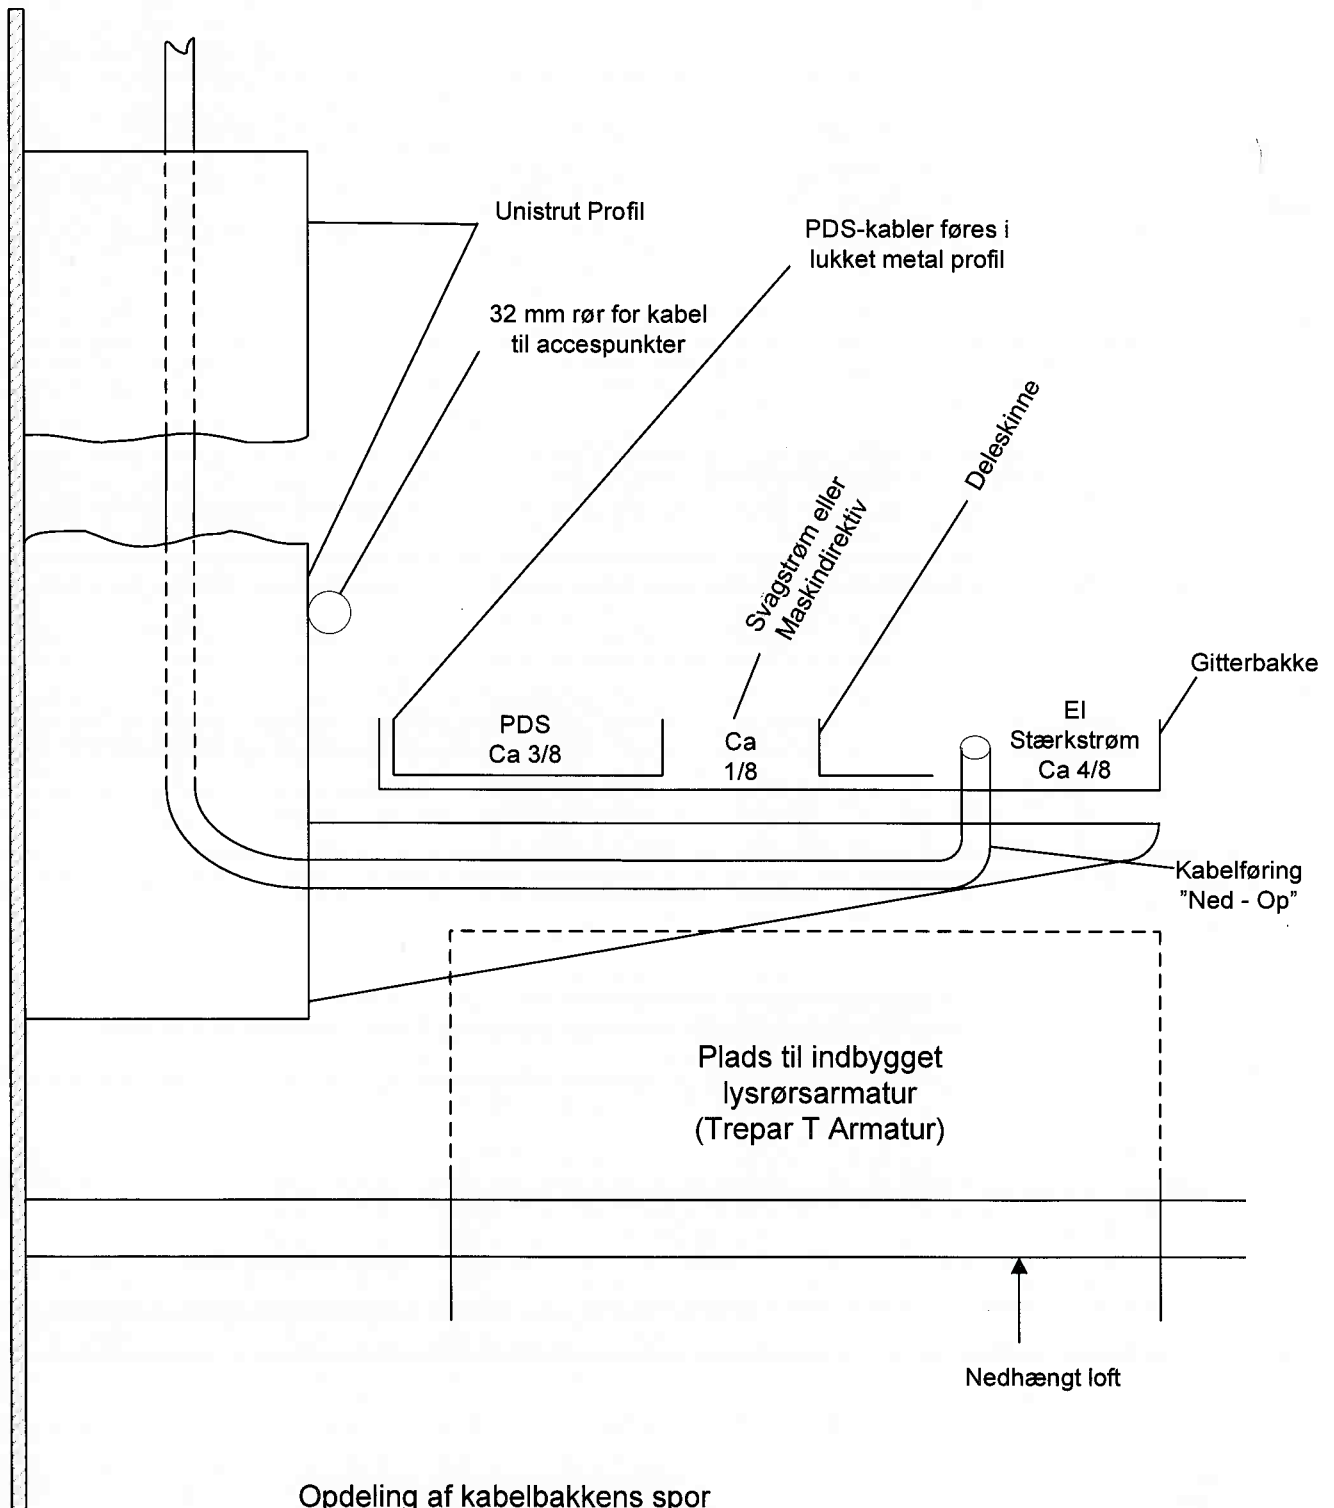 Unistrut Profil
PDS-kabler føres i
lukket metal profil
32 mm rør for kabel
til accespunkter
Deleskinne
Svagstrøm eller
Maskindirektiv
Gitterbakke
PDS
Ca 3/8
Ca
1/8
El
Stærkstrøm
Ca 4/8
Kabelføring
"Ned - Op"
Plads til indbygget
lysrørsarmatur
(Trepar T Armatur)
Nedhængt loft
Opdeling af kabelbakkens spor